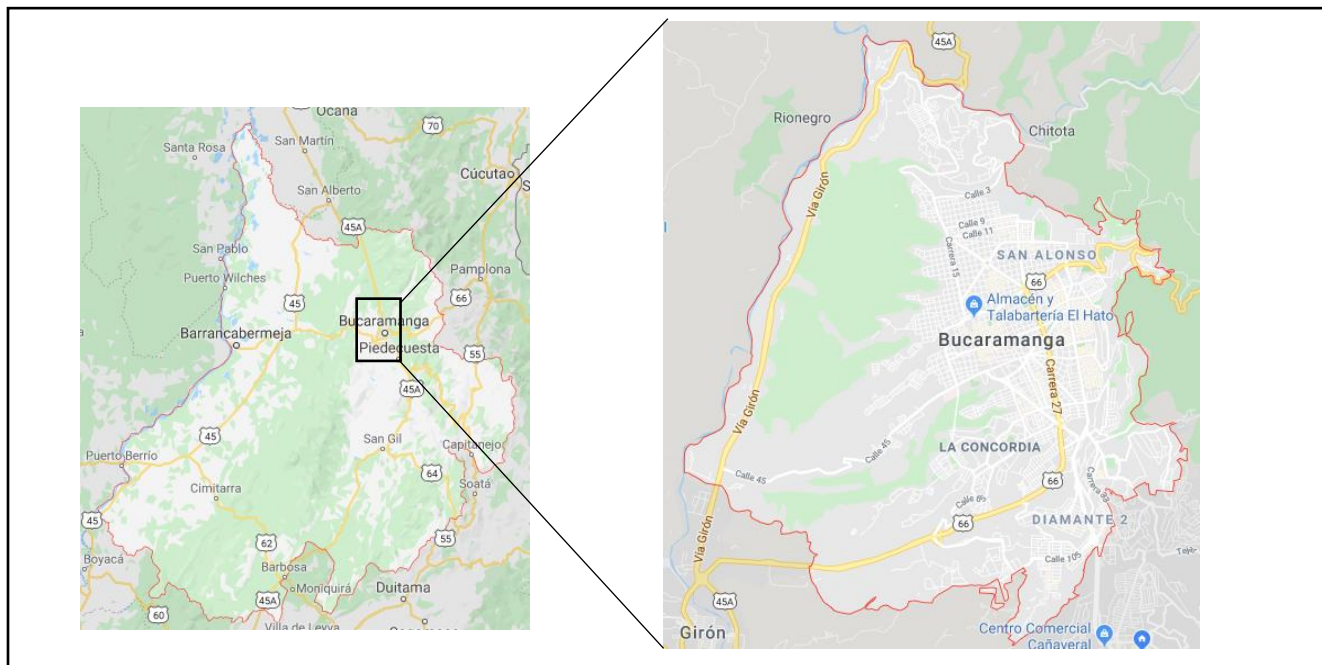 Ocana
70
San Martín
Santa Rosa
Cúcuta
San Alberto
45A
San Pablo
Puerto Wilches
Pamplona
66
45
Bucaramanga
Barrancabermeja
Piedecuesta
55
45A
45
San Gil
Capitanejo
Puerto Berrío
64
Cimitarra
Soatá
45
62
55
Boyacá
Barbosa
Moniquirá
Duitama
45A
60
Villa de Leyva
45A
Rionegro
Chitota
Vía Girón
Calle 3
Calle 9
Calle 11
Carrera 15
SAN ALONSO
66
Almacén y
Talabartería El Hato
Bucaramanga
Carrera 27
Vía Girón
Calle 45
LA CONCORDIA
Calle 45
66
Carrera 33
Calle 65
66
DIAMANTE 2
Vía Girón
Calle 105
45A
Girón
Centro Comercial
Cañaveral